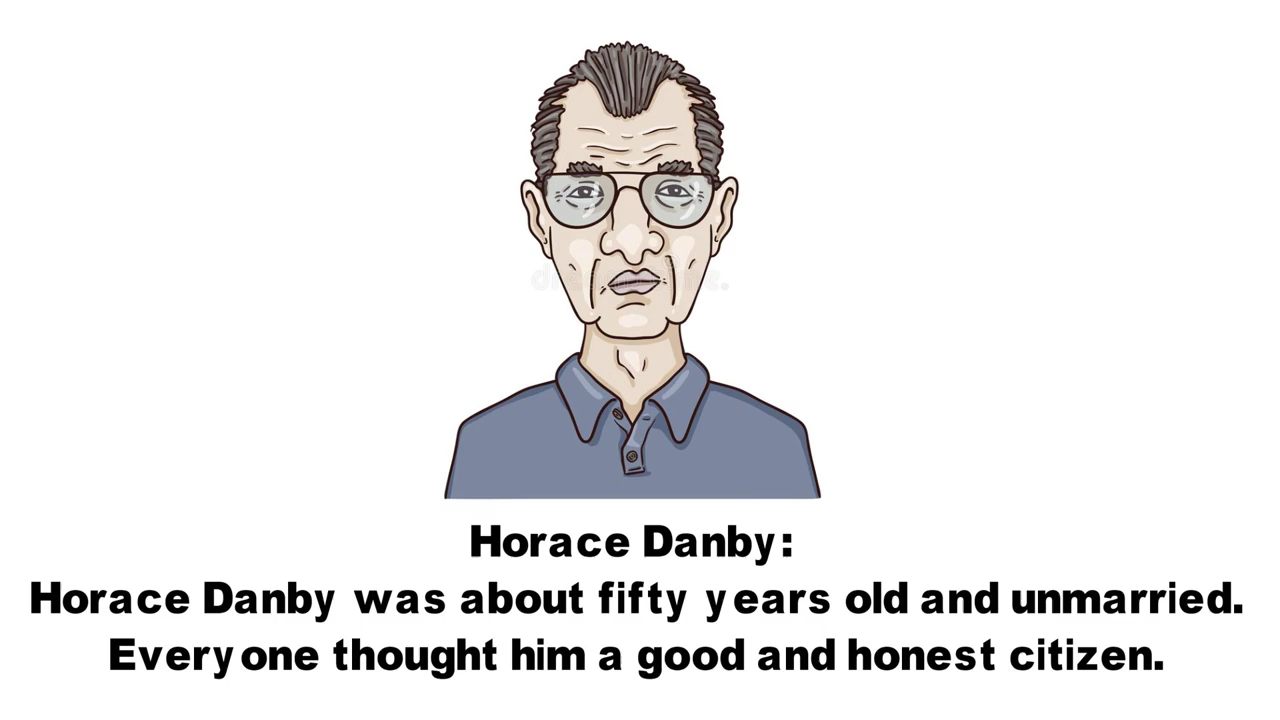 Horace Danby:
Horace Danby was about fifty years old and unmarried.
Everyone thought him a good and honest citizen.